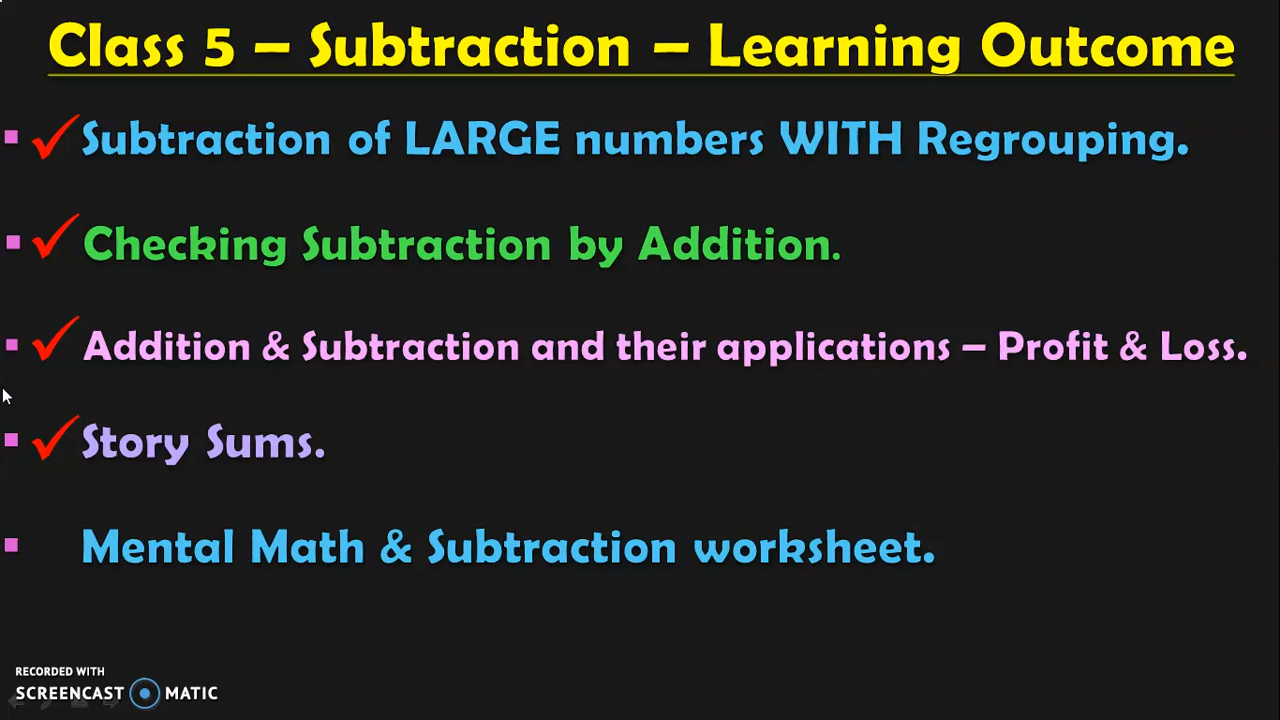 Class 5 – Subtraction – Learning Outcome
Subtraction of LARGE numbers WITH Regrouping.
Checking Subtraction by Addition.
Addition & Subtraction and their applications – Profit & Loss.
Story Sums.
Mental Math & Subtraction worksheet.
RECORDED WITH
SCREENCAST MATIC